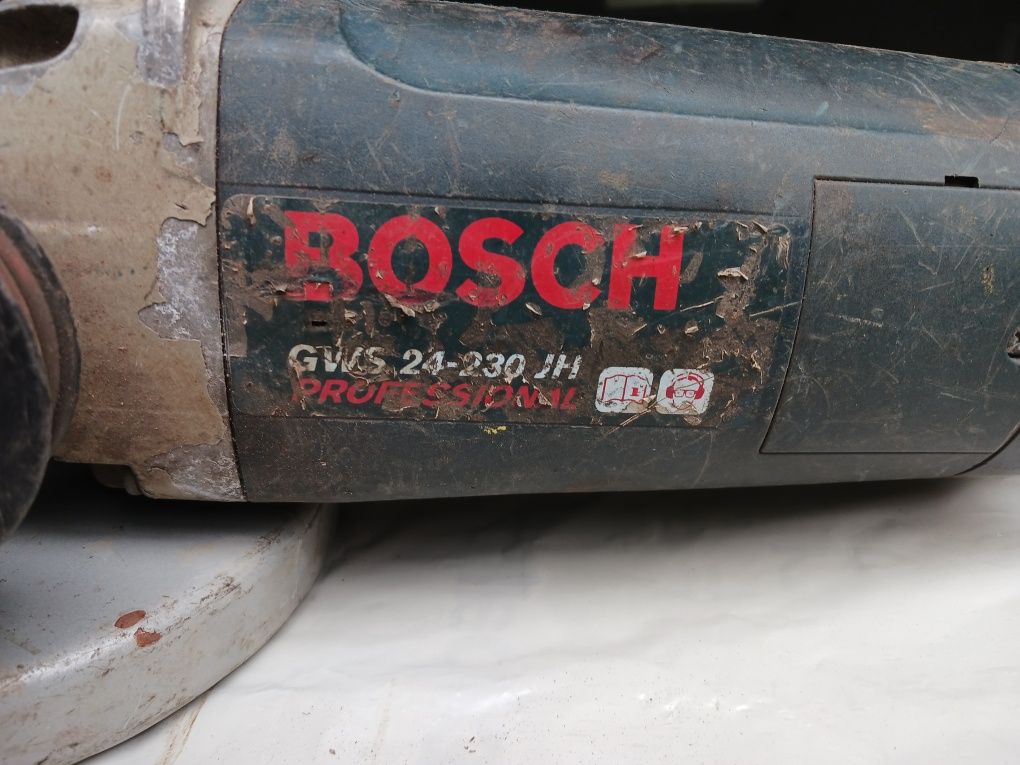 BOSCH
GWS 24-230 JH
PROFESSIONAL